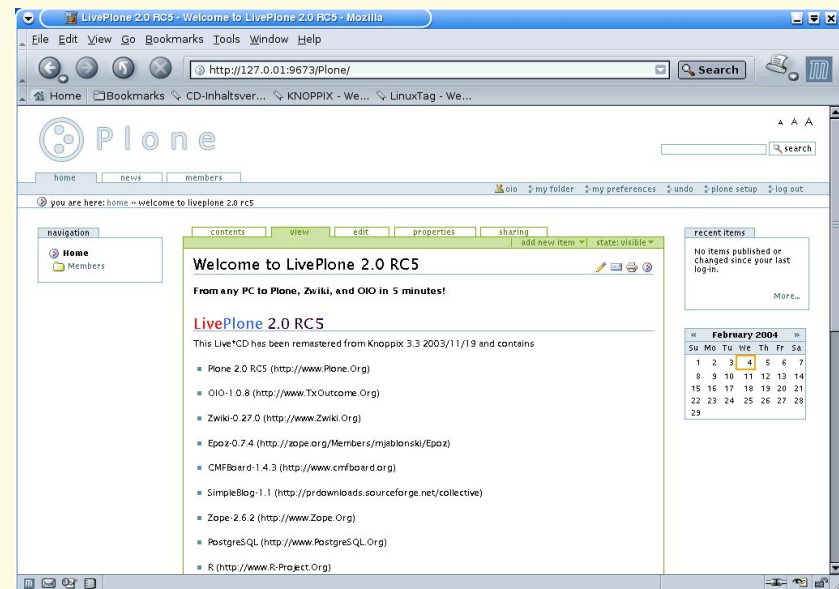 LivePlone 2.0 RC5 - Welcome to LivePlone 2.0 RC5 - Mozilla
File Edit View Go Bookmarks Tools Window Help
http://127.0.01:9673/Plone/ Search
Home Bookmarks CD-Inhaltsver... KNOPPIX - We... LinuxTag - We...
A A A
Plone
search
home news members
oio my folder my preferences undo plone setup log out
you are here: home » welcome to liveplone 2.0 rc5
navigation
Home
Members
contents view edit properties sharing
add new item state: visible
Welcome to LivePlone 2.0 RC5
From any PC to Plone, Zwiki, and OIO in 5 minutes!
LivePlone 2.0 RC5
This Live*CD has been remastered from Knoppix 3.3 2003/11/19 and contains
Plone 2.0 RC5 (http://www.Plone.Org)
OIO-1.0.8 (http://www.TxOutcome.Org)
Zwiki-0.27.0 (http://www.Zwiki.Org)
Epoz-0.7.4 (http://zope.org/Members/mjablonski/Epoz)
CMFBoard-1.4.3 (http://www.cmfboard.org)
SimpleBlog-1.1 (http://prdownloads.sourceforge.net/collective)
Zope-2.6.2 (http://www.Zope.Org)
PostgreSQL (http://www.PostgreSQL.Org)
R (http://www.R-Project.Org)
recent items
No items published or
changed since your last
log-in.
More...
« February 2004 »
Su Mo Tu We Th Fr Sa
1 2 3 4 5 6 7
8 9 10 11 12 13 14
15 16 17 18 19 20 21
22 23 24 25 26 27 28
29